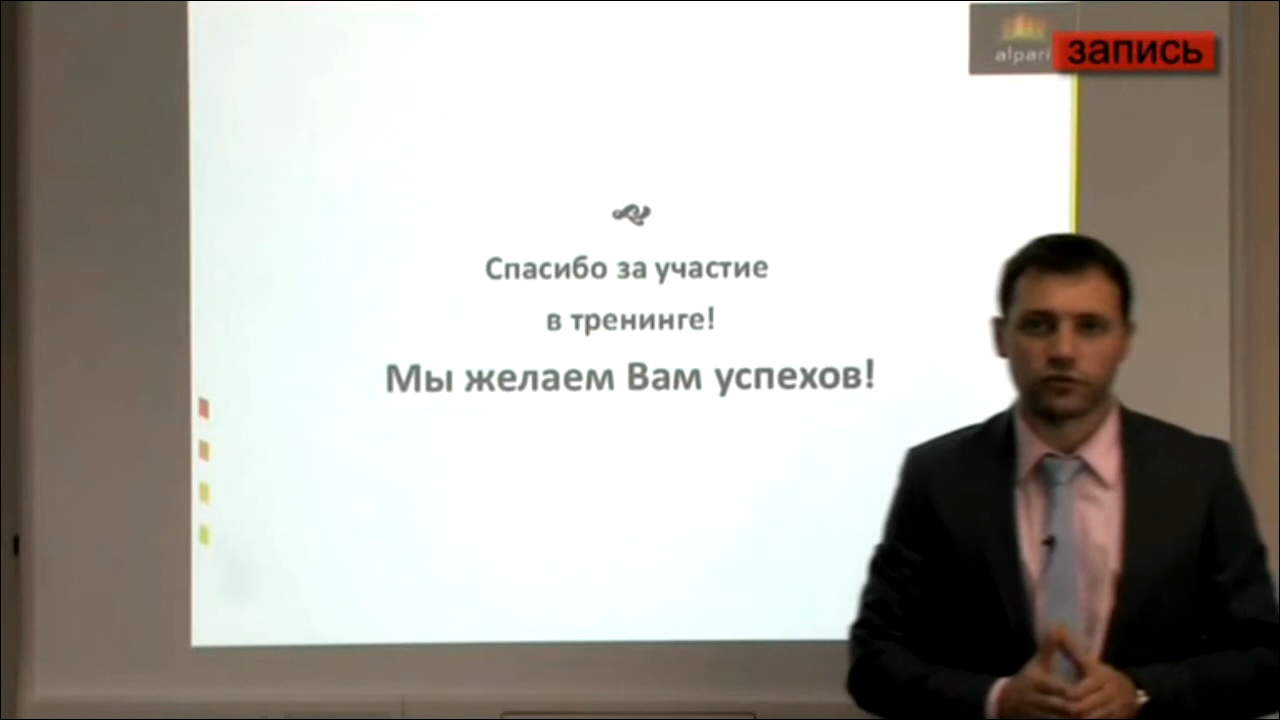 alpari
запись
Спасибо за участие
в тренинге!
Мы желаем Вам успехов!